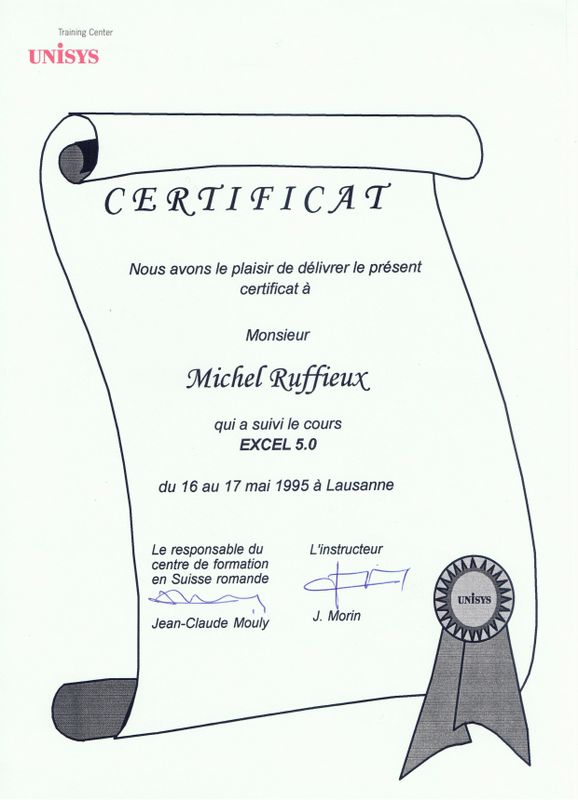 Training Center
UNiSYS
CERTIFICAT
Nous avons le plaisir de délivrer le présent
certificat à
Monsieur
Michel Ruffieux
qui a suivi le cours
EXCEL 5.0
du 16 au 17 mai 1995 à Lausanne
Le responsable du
centre de formation
en Suisse romande
Jean-Claude Mouly
L'instructeur
J. Morin
UNiSYS